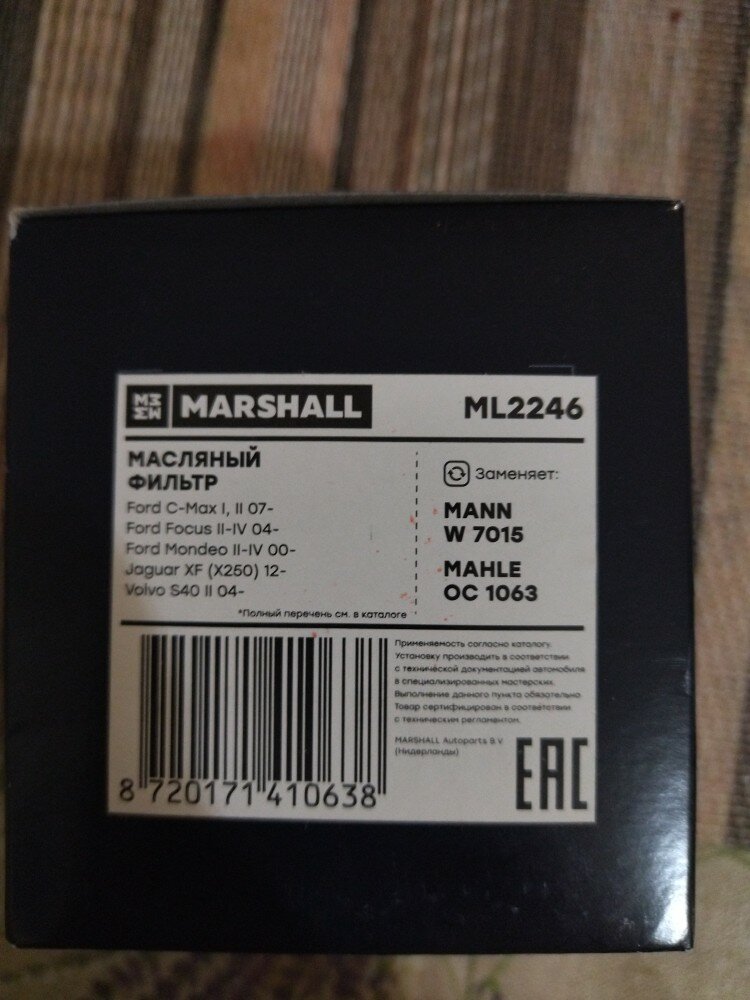 MARSHALL
ML2246
МАСЛЯНЫЙ
ФИЛЬТР
Ford C-Max I, II 07-
Ford Focus II-IV 04-
Ford Mondeo II-IV 00-
Jaguar XF (X250) 12-
Volvo S40 II 04-
*Полный перечень см. в каталоге
Заменяет:
MANN
W 7015
MAHLE
OC 1063
8 720171 410638
Применяемость согласно каталогу.
Установку производить в соответствии
с технической документацией автомобиля
в специализированных мастерских.
Выполнение данного пункта обязательно.
Товар сертифицирован в соответствии
с техническим регламентом.
MARSHALL Autoparts B.V.
(Нидерланды)
EAC